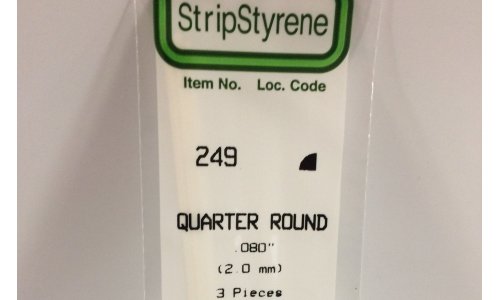 StripStyrene
Item No. Loc. Code
249
QUARTER ROUND
.080"
(2.0 mm)
3 Pieces